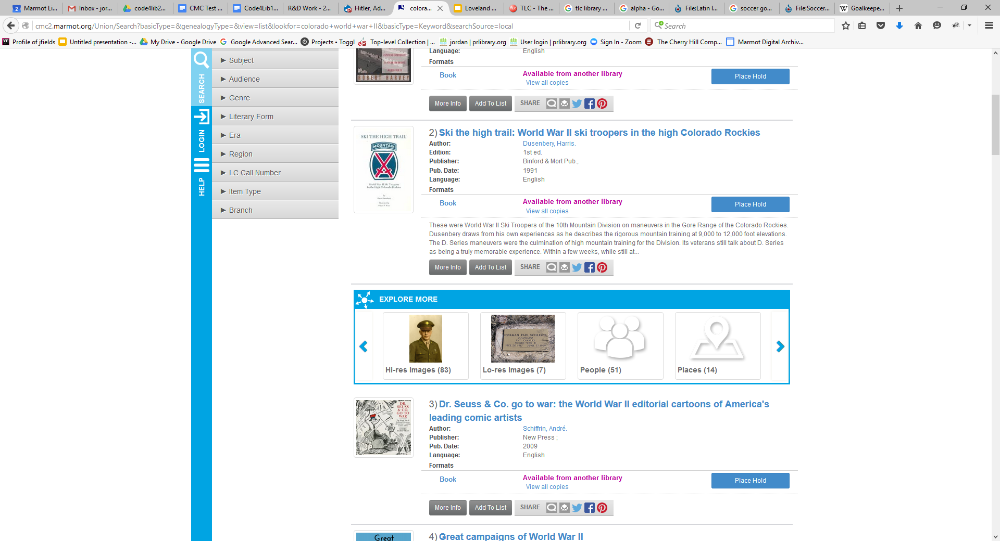 Marmot Li...
Inbox - jor...
code4lib2...
CMC Test ...
Code4Lib1...
R&D Work - 2...
Hitler, Ad...
colora...
Loveland ...
TLC - The ...
tlc library ...
alpha - Go...
File:Latin l...
soccer go...
File:Soccer...
Goalkeepe...
cmc2.marmot.org/Union/Search?basicType=&genealogyType=&view=list&lookfor=colorado+world+war+II&basicType=Keyword&searchSource=local
Search
Profile of jfields
Untitled presentation -...
My Drive - Google Drive
Google Advanced Sear...
Projects • Toggl
Top-level Collection | ...
jordan | prlibrary.org
User login | prlibrary.org
Sign In - Zoom
The Cherry Hill Comp...
Marmot Digital Archiv...
SEARCH
LOGIN
HELP
Subject
Audience
Genre
Literary Form
Era
Region
LC Call Number
Item Type
Branch
ROBERT HARVEY
Language: English
Formats
Book
Available from another library
View all copies
Place Hold
More Info
Add To List
SHARE
SKI THE HIGH TRAIL
MOUNTAIN
World War II Ski Troopers
In the High Colorado Rockies
2) Ski the high trail: World War II ski troopers in the high Colorado Rockies
Author: Dusenbery, Harris.
Edition: 1st ed.
Publisher: Binford & Mort Pub.,
Pub. Date: 1991
Language: English
Formats
Book
Available from another library
View all copies
Place Hold
These were World War II Ski Troopers of the 10th Mountain Division on maneuvers in the Gore Range of the Colorado Rockies.
Dusenbery draws from his own experiences as he describes the rigorous mountain training at 9,000 to 12,000 foot elevations.
The D. Series maneuvers were the culmination of high mountain training for the Division. Its veterans still talk about D. Series
as being a truly memorable experience. Within a few weeks, while still at...
More Info
Add To List
SHARE
EXPLORE MORE
NORMAN PAUL SCHLEGEL
COLORADO
PVT CAVALRY
WORLD WAR II
Hi-res Images (83)
Lo-res Images (7)
People (51)
Places (14)
DR.
SEUSS
& CO.
GO TO
WAR
3) Dr. Seuss & Co. go to war: the World War II editorial cartoons of America's
leading comic artists
Author: Schiffrin, André.
Publisher: New Press ;
Pub. Date: 2009
Language: English
Formats
Book
Available from another library
View all copies
Place Hold
More Info
Add To List
SHARE
Great
4) Great campaigns of World War II